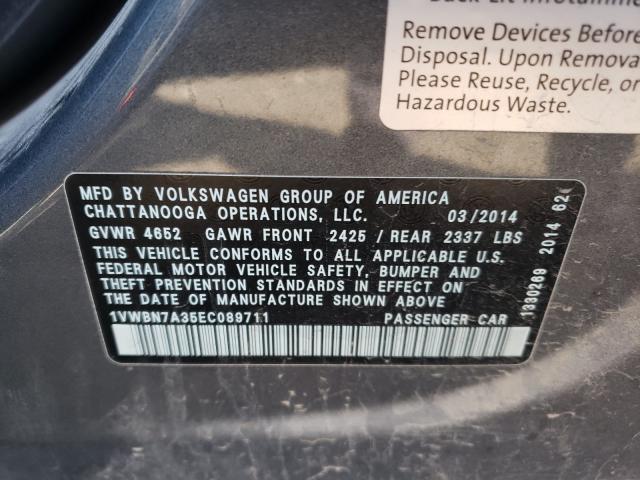 Remove Devices Before
Disposal. Upon Remova
Please Reuse, Recycle, or
Hazardous Waste.
MFD BY VOLKSWAGEN GROUP OF AMERICA
CHATTANOOGA OPERATIONS, LLC. 03/2014
GVWR 4652 GAWR FRONT 2425 / REAR 2337 LBS
THIS VEHICLE CONFORMS TO ALL APPLICABLE U.S.
FEDERAL MOTOR VEHICLE SAFETY, BUMPER AND
THEFT PREVENTION STANDARDS IN EFFECT ON
THE DATE OF MANUFACTURE SHOWN ABOVE
1VWBN7A35EC089711 PASSENGER CAR
1330269 2014 62